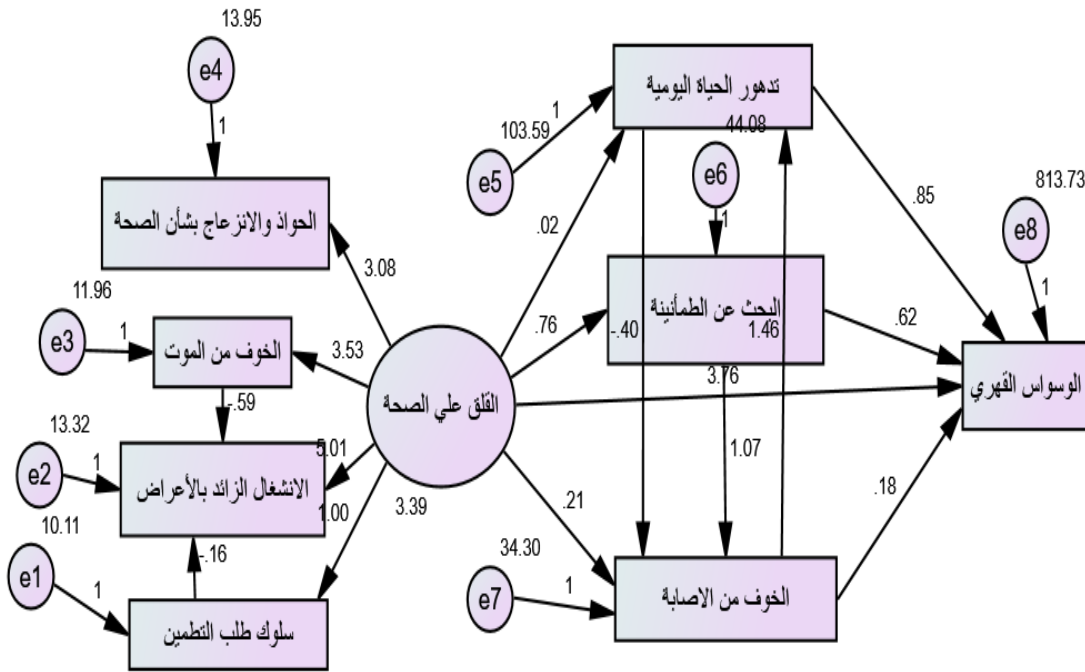 13.95
e4
1
تدهور الحياة اليومية
1
44.08
103.59
e5
e6
813.73
.85
1
e8
الحواذ والانزعاج بشأن الصحة
.02
3.08
1
11.96
البحث عن الطمأنينة
e3
1
الخوف من الموت
3.53
.76
-.40
1.46
.62
3.76
الوسواس القهري
-.59
القلق علي الصحة
13.32
e2
1
الانشغال الزائد بالأعراض
5.01
1.07
10.11
1.00
3.39
.21
.18
-.16
34.30
e1
1
e7
1
الخوف من الاصابة
سلوك طلب التطمين